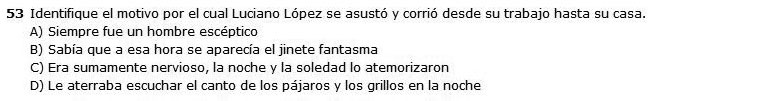 53 Identifique el motivo por el cual Luciano López se asustó y corrió desde su trabajo hasta su casa.
A) Siempre fue un hombre escéptico
B) Sabía que a esa hora se aparecía el jinete fantasma
C) Era sumamente nervioso, la noche y la soledad lo atemorizaron
D) Le aterraba escuchar el canto de los pájaros y los grillos en la noche